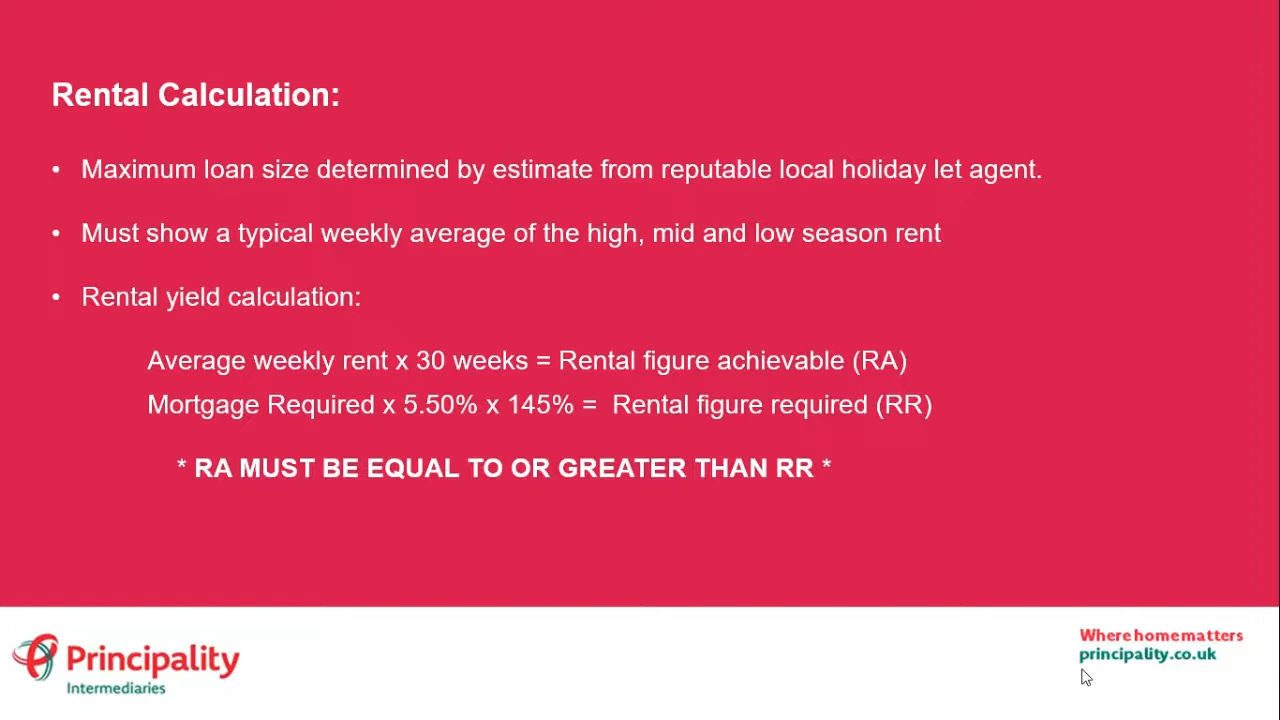 Rental Calculation:
• Maximum loan size determined by estimate from reputable local holiday let agent.
• Must show a typical weekly average of the high, mid and low season rent
• Rental yield calculation:
Average weekly rent x 30 weeks = Rental figure achievable (RA)
Mortgage Required x 5.50% x 145% = Rental figure required (RR)
* RA MUST BE EQUAL TO OR GREATER THAN RR *
Principality
Intermediaries
Where home matters
principality.co.uk